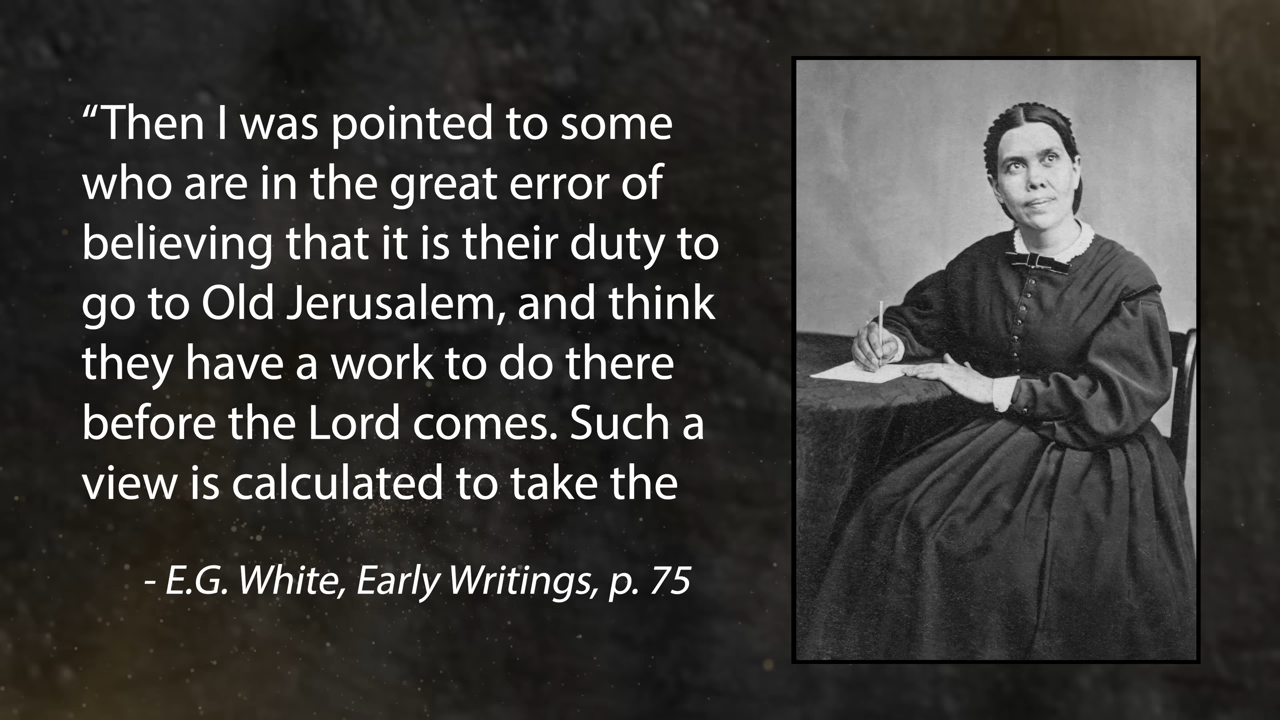 “Then I was pointed to some
who are in the great error of
believing that it is their duty to
go to Old Jerusalem, and think
they have a work to do there
before the Lord comes. Such a
view is calculated to take the
- E.G. White, Early Writings, p. 75